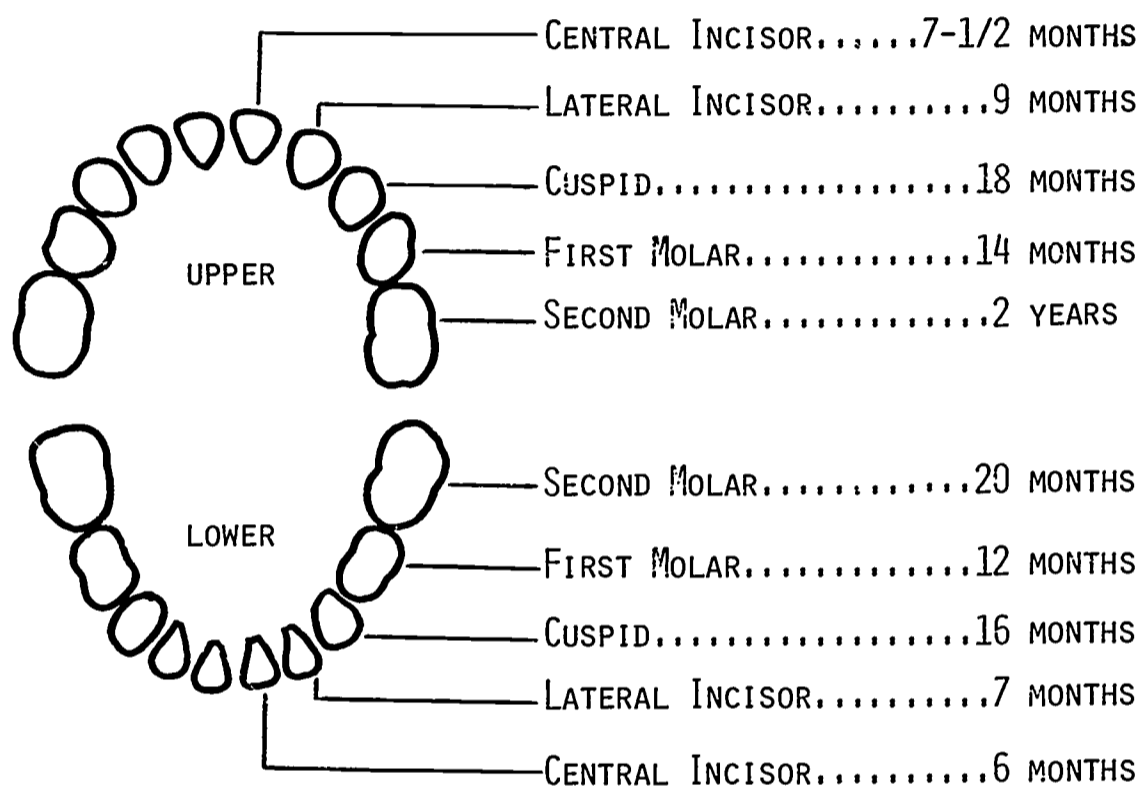 CENTRAL INCISOR......7-1/2 MONTHS
LATERAL INCISOR..........9 MONTHS
CUSPID..................18 MONTHS
FIRST MOLAR.............14 MONTHS
UPPER
SECOND MOLAR.............2 YEARS
SECOND MOLAR............20 MONTHS
LOWER
FIRST MOLAR.............12 MONTHS
CUSPID..................16 MONTHS
LATERAL INCISOR..........7 MONTHS
CENTRAL INCISOR..........6 MONTHS